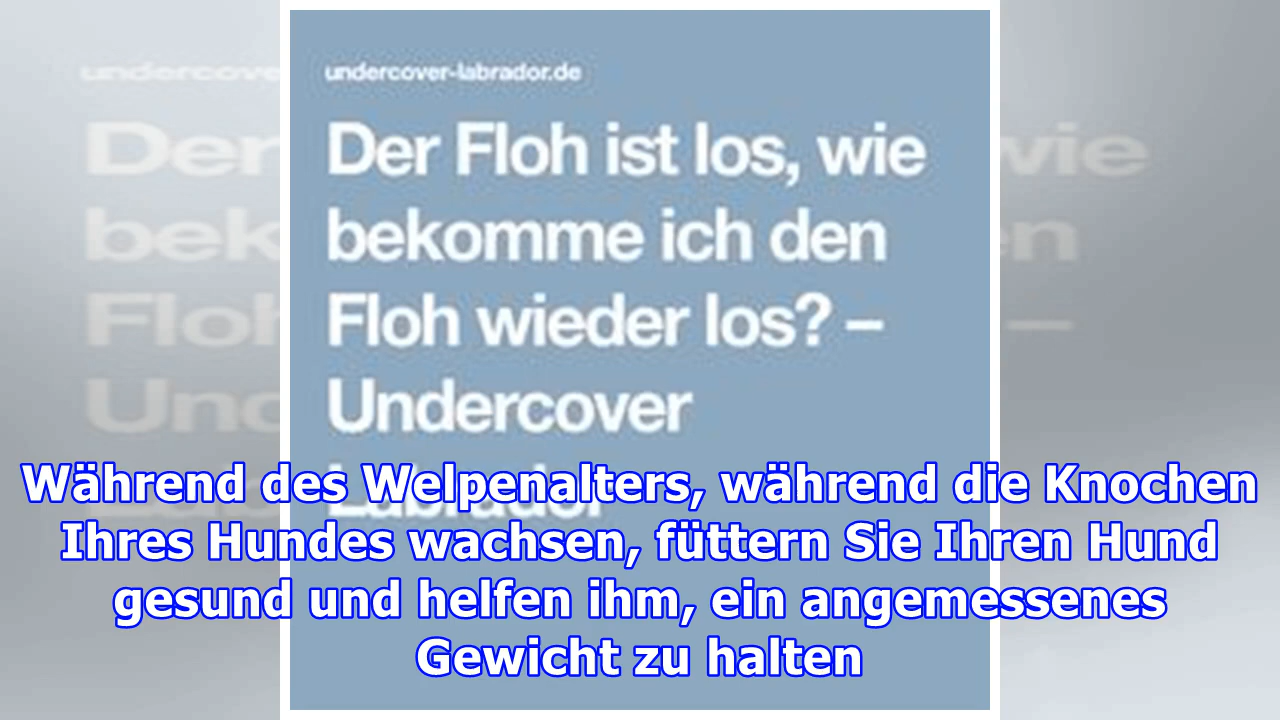 undercover-labrador.de
Der Floh ist los, wie
bekomme ich den
Floh wieder los? –
Undercover
Labrador
Während des Welpenalters, während die Knochen
Ihres Hundes wachsen, füttern Sie Ihren Hund
gesund und helfen ihm, ein angemessenes
Gewicht zu halten